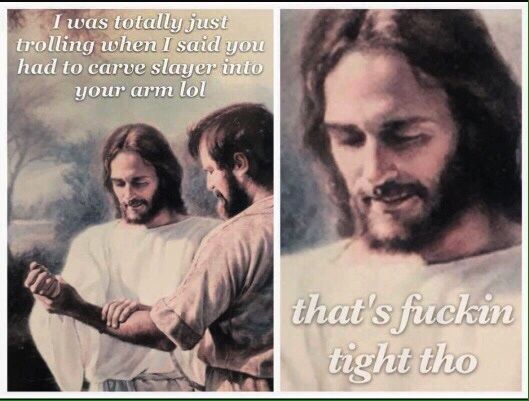 I was totally just
trolling when I said you
had to carve slayer into
your arm lol
that's fuckin
tight tho